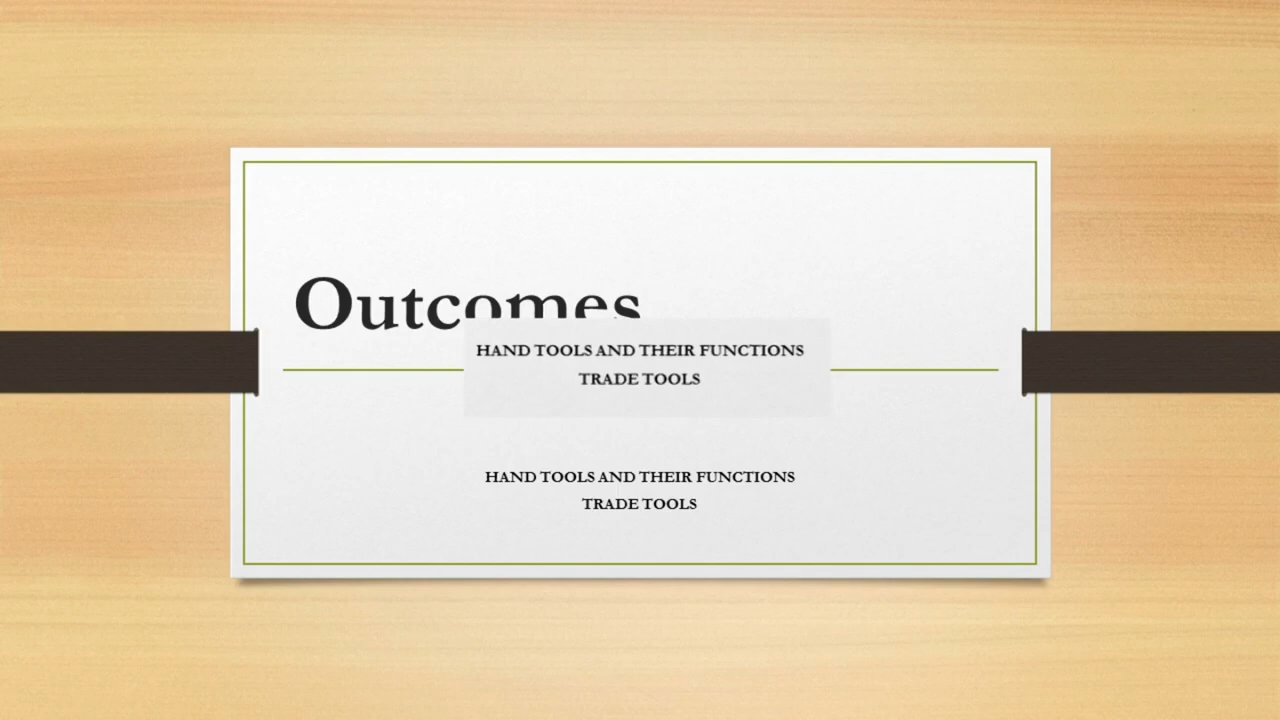 Outcomes
HAND TOOLS AND THEIR FUNCTIONS
TRADE TOOLS
HAND TOOLS AND THEIR FUNCTIONS
TRADE TOOLS